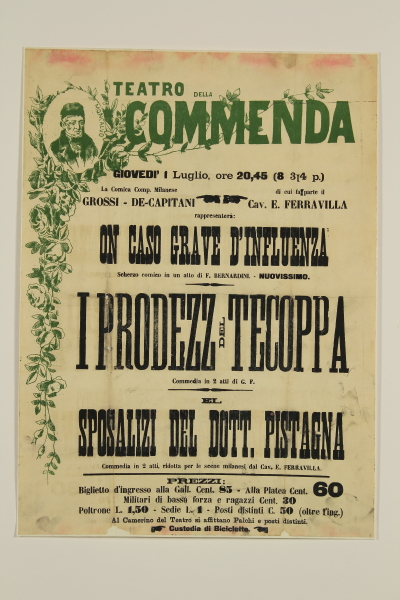 TEATRO DELLA
COMMENDA
GIOVEDI' 1 Luglio, ore 20,45 (8 3|4 p.)
La Comica Comp. Milanese
GROSSI - DE-CAPITANI
di cui fa parte il
Cav. E. FERRAVILLA
rappresenterà:
ON CASO GRAVE D'INFLUENZA
Scherzo comico in un atto di F. BERNARDINI. - NUOVISSIMO.
I PRODEZZ DEL TECOPPA
Commedia in 2 atti di G. F.
EL
SPOSALIZI DEL DOTT. PISTAGNA
Commedia in 2 atti, ridotta per le scene milanesi dal Cav. E. FERRAVILLA.
PREZZI:
Biglietto d'ingresso alla Gall. Cent. 85 - Alla Platea Cent. 60
Militari di bassa forza e ragazzi Cent. 30
Poltrone L. 1,50 - Sedie L. 1 - Posti distinti C. 50 (oltre l'ing.)
Al Camerino del Teatro si affittano Palchi e posti distinti.
Custodia di Biciclette.